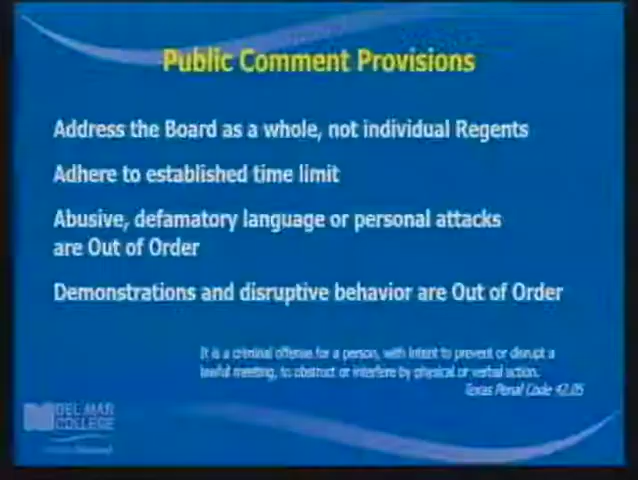 Public Comment Provisions
Address the Board as a whole, not individual Regents
Adhere to established time limit
Abusive, defamatory language or personal attacks
are Out of Order
Demonstrations and disruptive behavior are Out of Order
It is a criminal offense for a person, with intent to prevent or disrupt a
lawful meeting, to obstruct or interfere by physical or verbal action.
Texas Penal Code 42.05
DEL MAR
COLLEGE